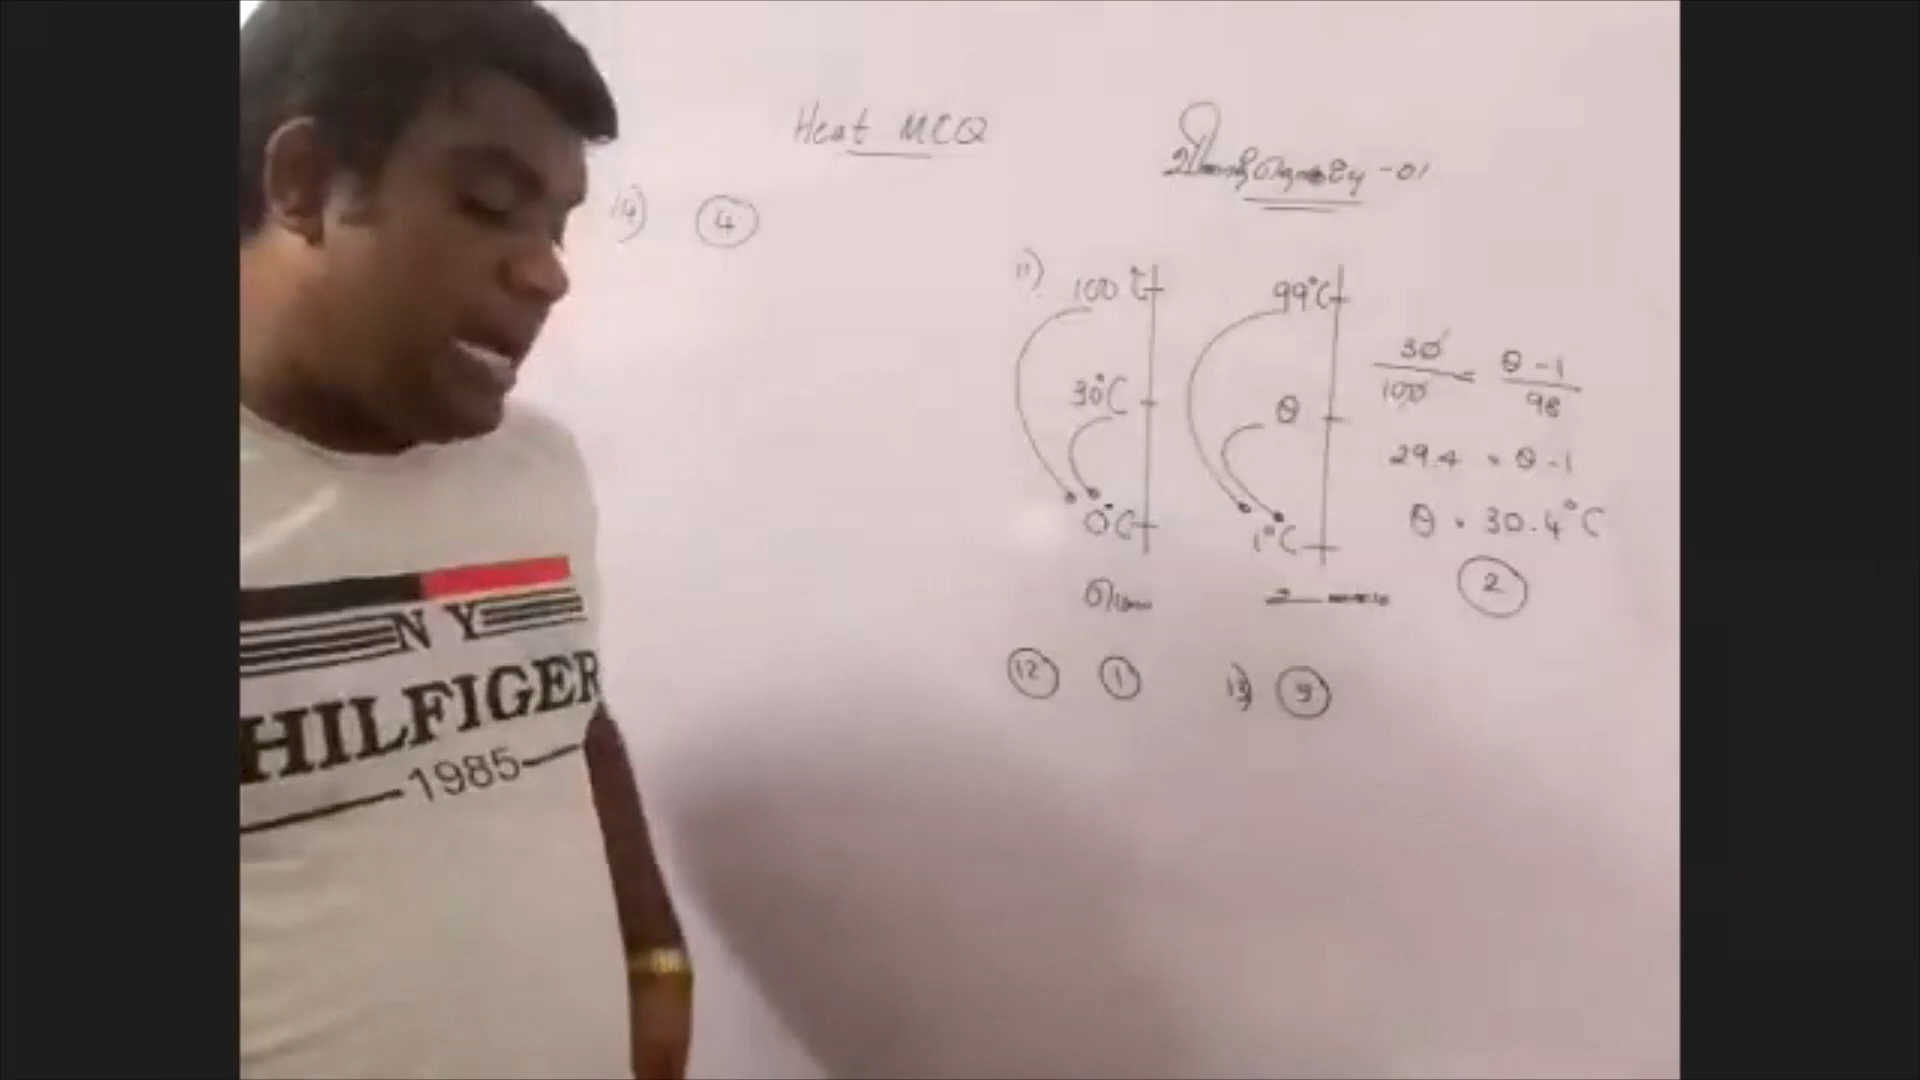 Heat MCQ
-01
14) 4
11) 100°C
30°C
0°C
99°C
θ
1°C
30/100 = θ-1/98
29.4 = θ-1
θ = 30.4°C
2
12 1
13)
N Y
HILFIGER
1985